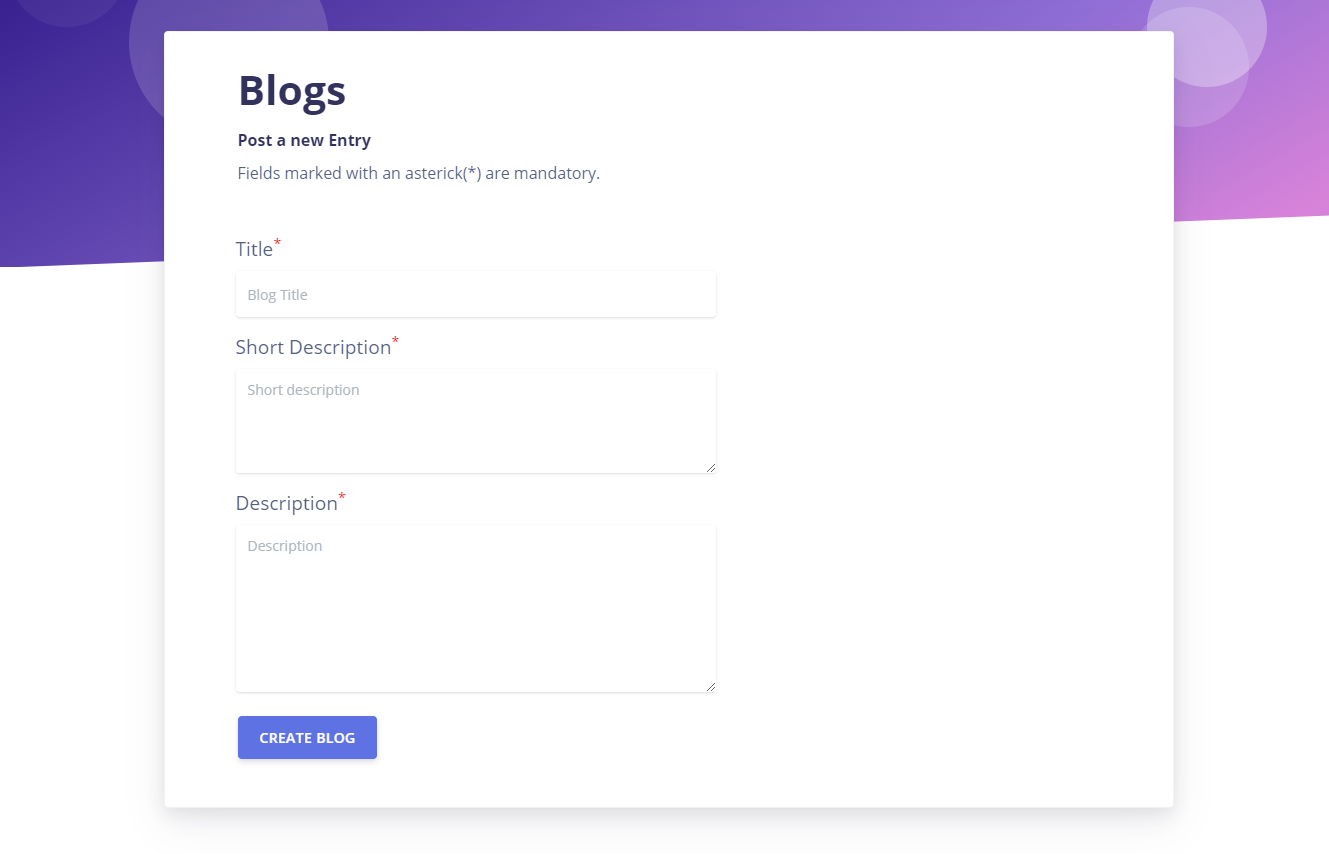 Blogs
Post a new Entry
Fields marked with an asterick(*) are mandatory.
Title*
Blog Title
Short Description*
Short description
Description*
Description
CREATE BLOG